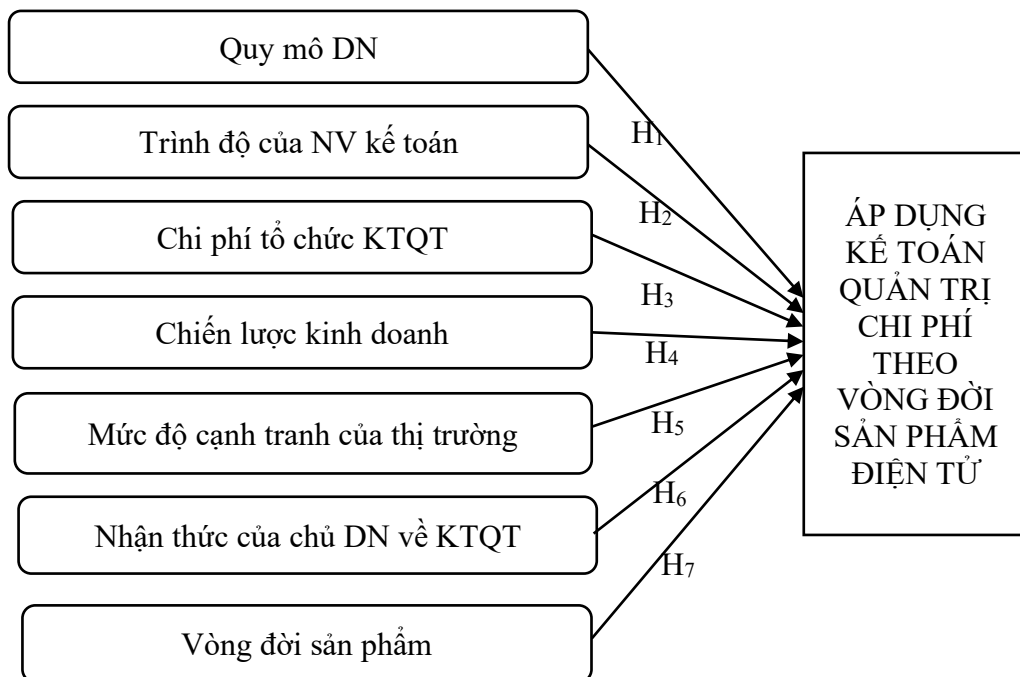 Quy mô DN
Trình độ của NV kế toán
Chi phí tổ chức KTQT
Chiến lược kinh doanh
Mức độ cạnh tranh của thị trường
Nhận thức của chủ DN về KTQT
Vòng đời sản phẩm
H1
H2
H3
H4
H5
H6
H7
ÁP DỤNG
KẾ TOÁN
QUẢN TRỊ
CHI PHÍ
THEO
VÒNG ĐỜI
SẢN PHẨM
ĐIỆN TỬ